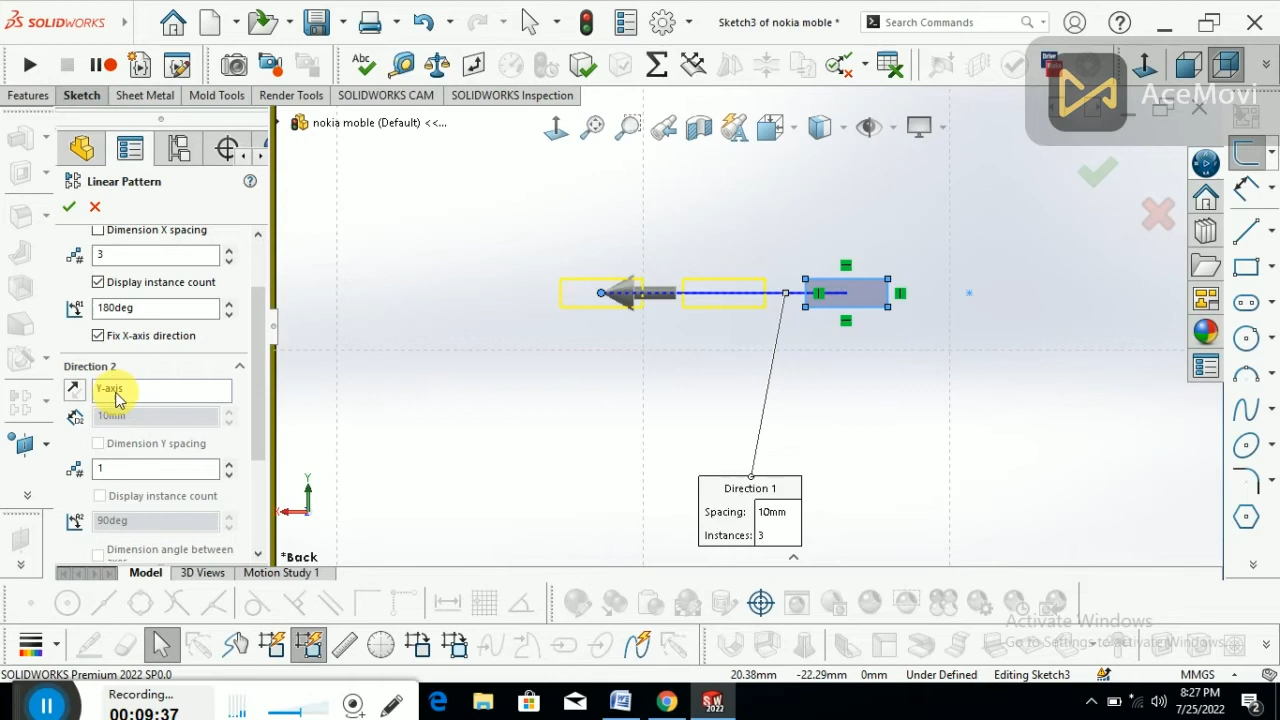 SOLIDWORKS
Sketch3 of nokia moble *
Search Commands
AceMovi
Features
Sketch
Sheet Metal
Mold Tools
Render Tools
SOLIDWORKS CAM
SOLIDWORKS Inspection
nokia moble (Default) <<...
Linear Pattern
Dimension X spacing
3
Display instance count
180deg
Fix X-axis direction
Direction 2
Y-axis
10mm
Dimension Y spacing
1
Display instance count
90deg
Dimension angle between
Direction 1
Spacing: 10mm
Instances: 3
Y
*Back
Model
3D Views
Motion Study 1
Activate Windows
Go to Settings to activate Windows.
SOLIDWORKS Premium 2022 SP0.0
20.38mm
-22.29mm
0mm
Under Defined
Editing Sketch3
MMGS
Recording...
00:09:37
8:27 PM
7/25/2022